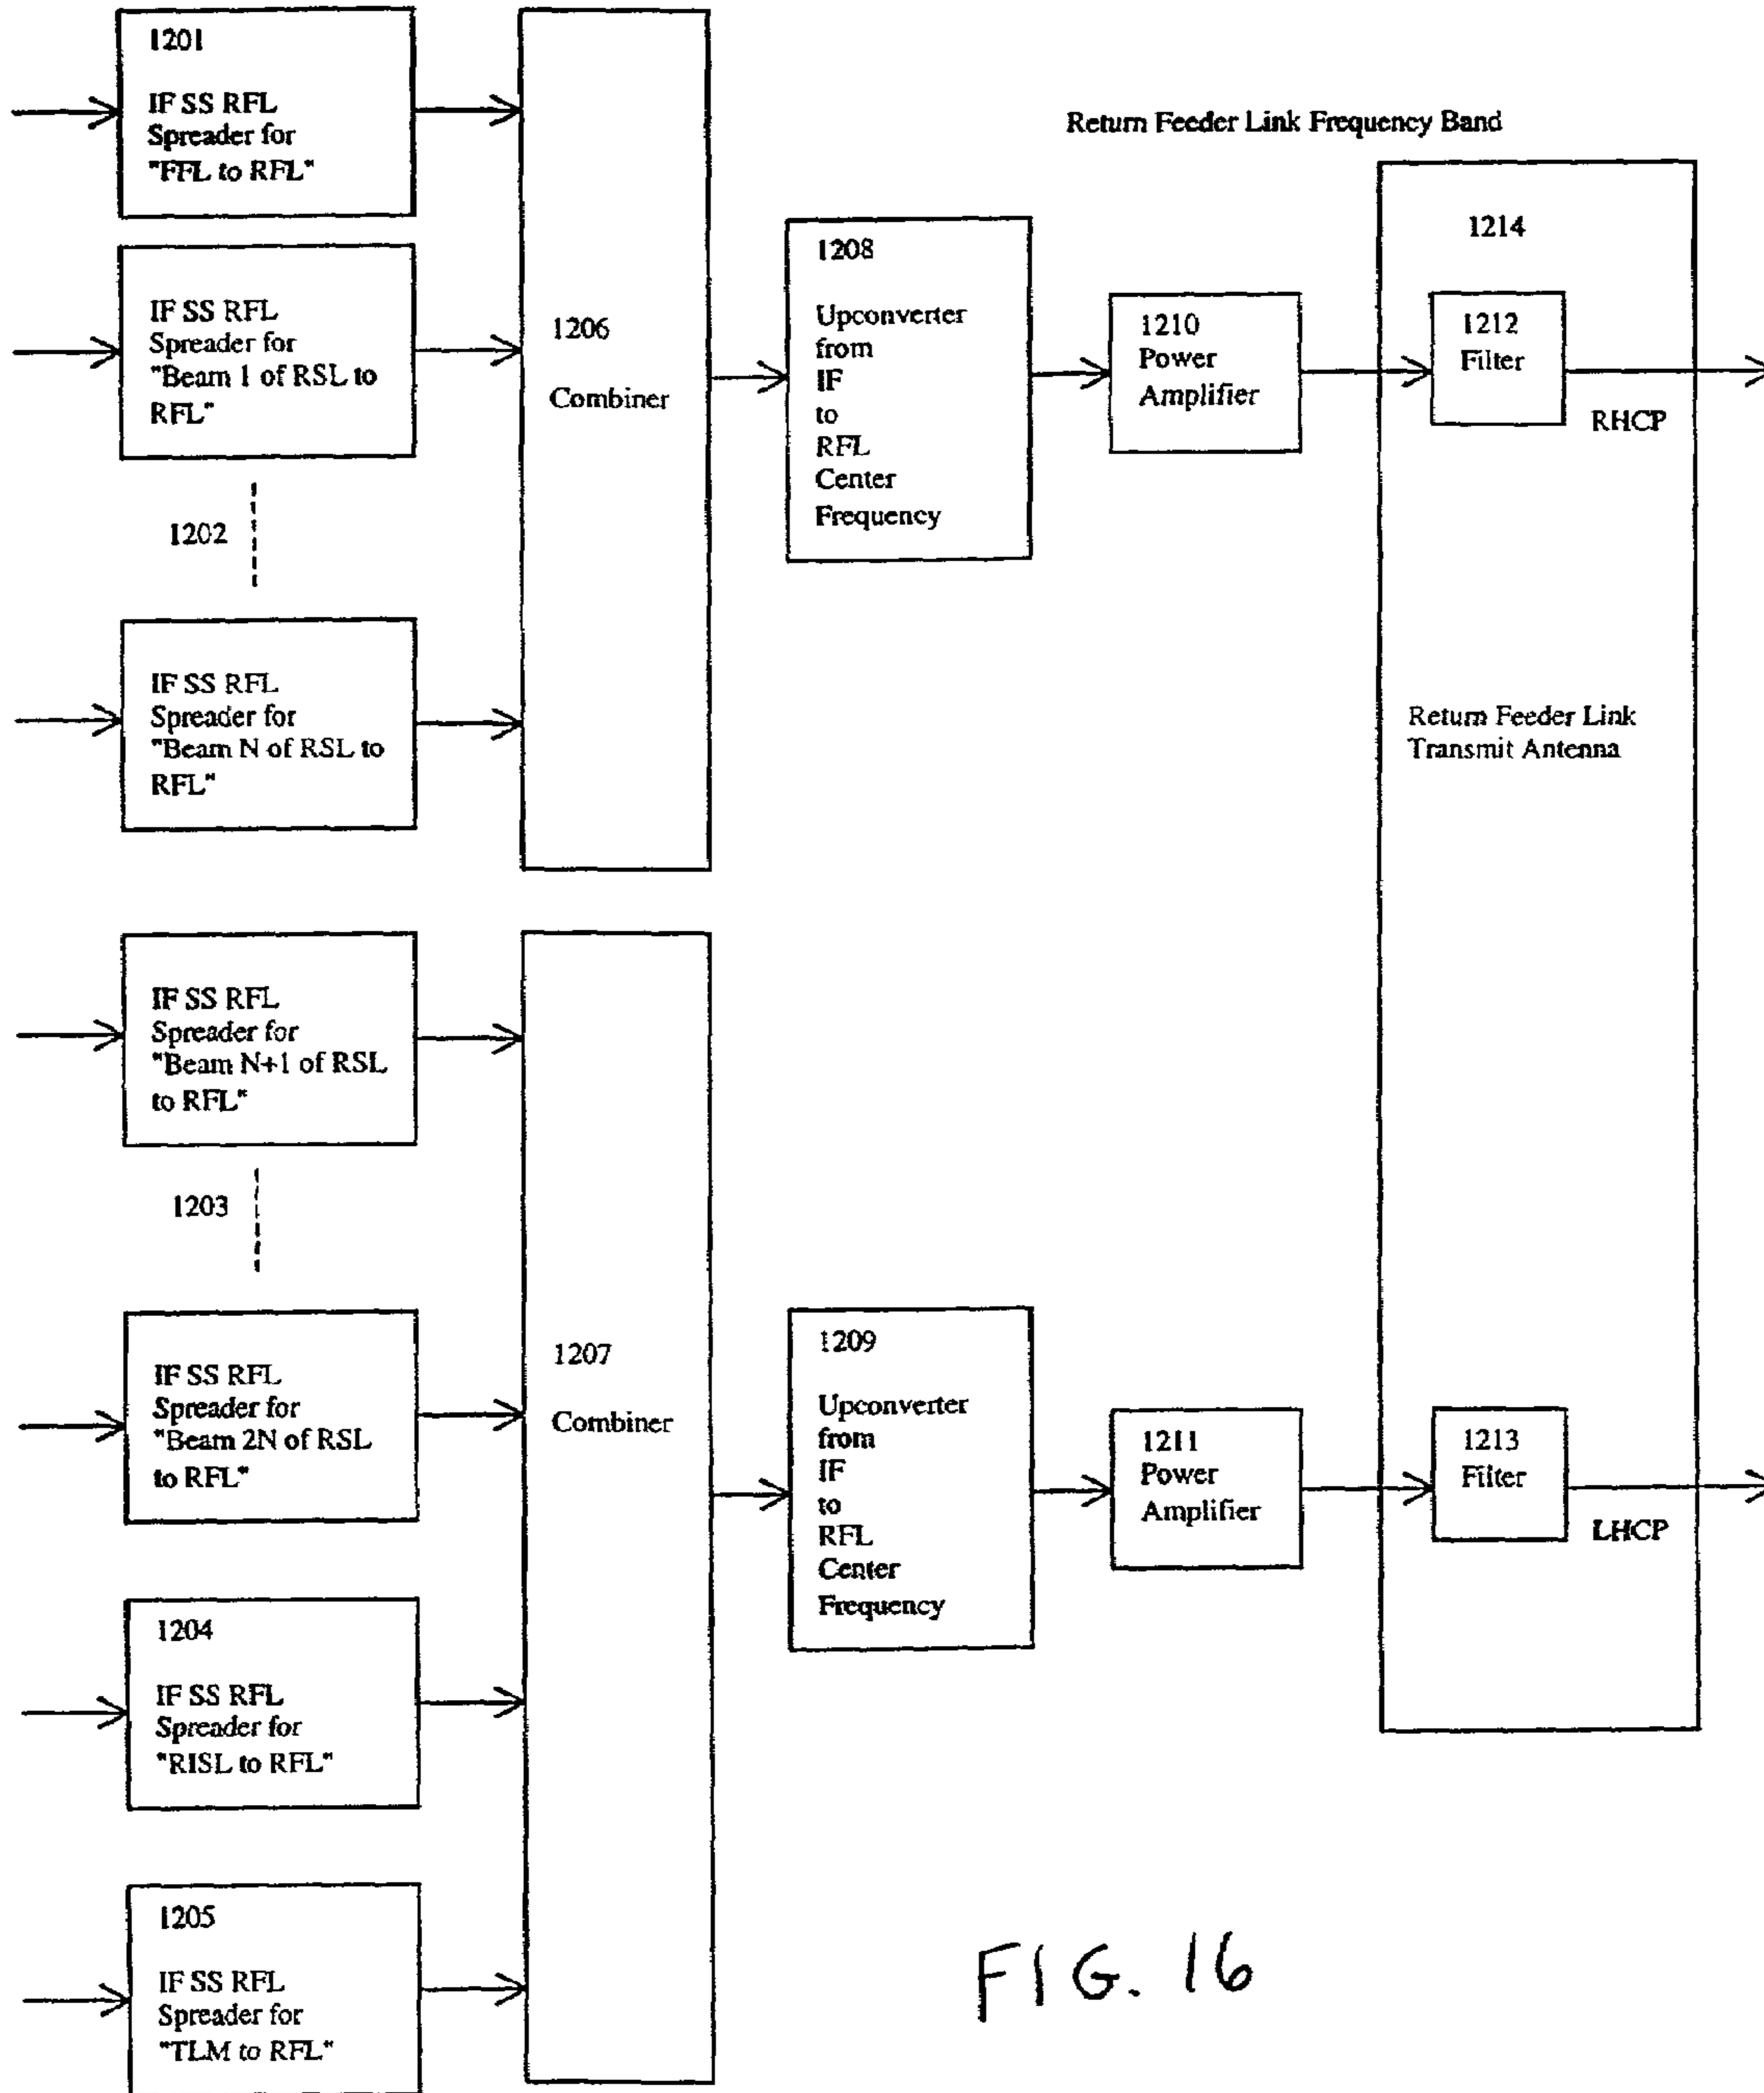 1201
IF SS RFL
Spreader for
"FFL to RFL"
IF SS RFL
Spreader for
"Beam 1 of RSL to
RFL"
1202
IF SS RFL
Spreader for
"Beam N of RSL to
RFL"
1206
Combiner
1208
Upconverter
from
IF
to
RFL
Center
Frequency
1210
Power
Amplifier
Return Feeder Link Frequency Band
1214
1212
Filter
RHCP
Return Feeder Link
Transmit Antenna
IF SS RFL
Spreader for
"Beam N+1 of RSL
to RFL"
1203
IF SS RFL
Spreader for
"Beam 2N of RSL
to RFL"
1204
IF SS RFL
Spreader for
"RISL to RFL"
1205
IF SS RFL
Spreader for
"TLM to RFL"
1207
Combiner
1209
Upconverter
from
IF
to
RFL
Center
Frequency
1211
Power
Amplifier
1213
Filter
LHCP
FIG. 16